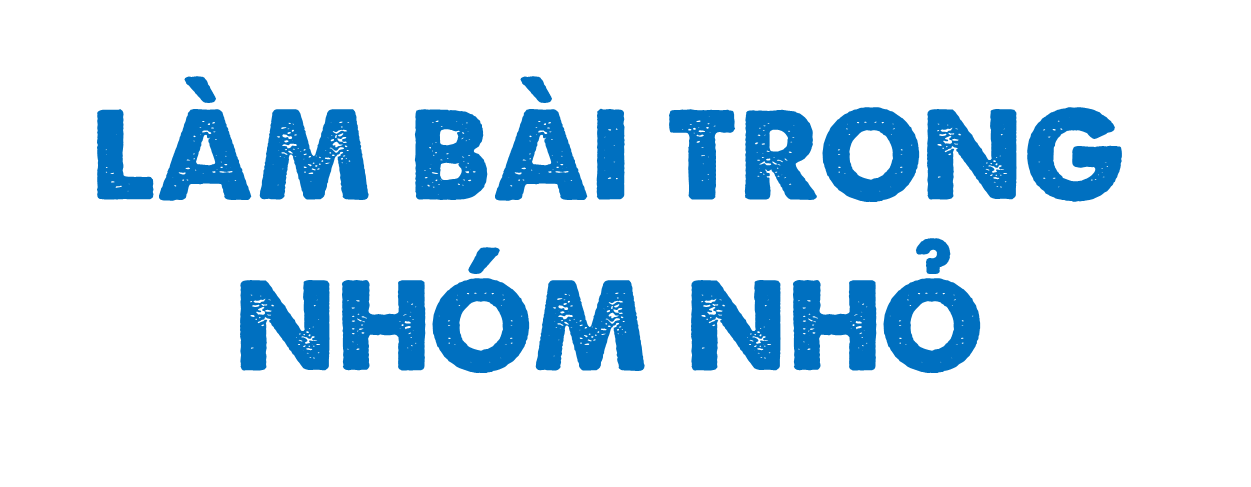 LÀM BÀI TRONG
NHÓM NHỎ